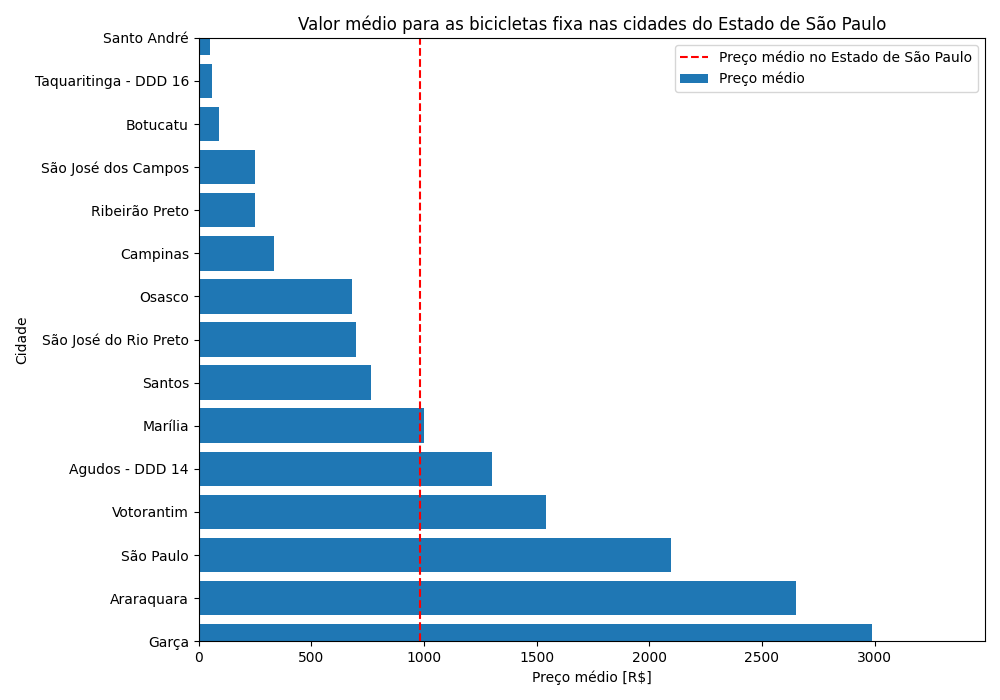 Valor médio para as bicicletas fixa nas cidades do Estado de São Paulo
Preço médio no Estado de São Paulo
Preço médio
Cidade
Santo André
Taquaritinga - DDD 16
Botucatu
São José dos Campos
Ribeirão Preto
Campinas
Osasco
São José do Rio Preto
Santos
Marília
Agudos - DDD 14
Votorantim
São Paulo
Araraquara
Garça
0 500 1000 1500 2000 2500 3000
Preço médio [R$]